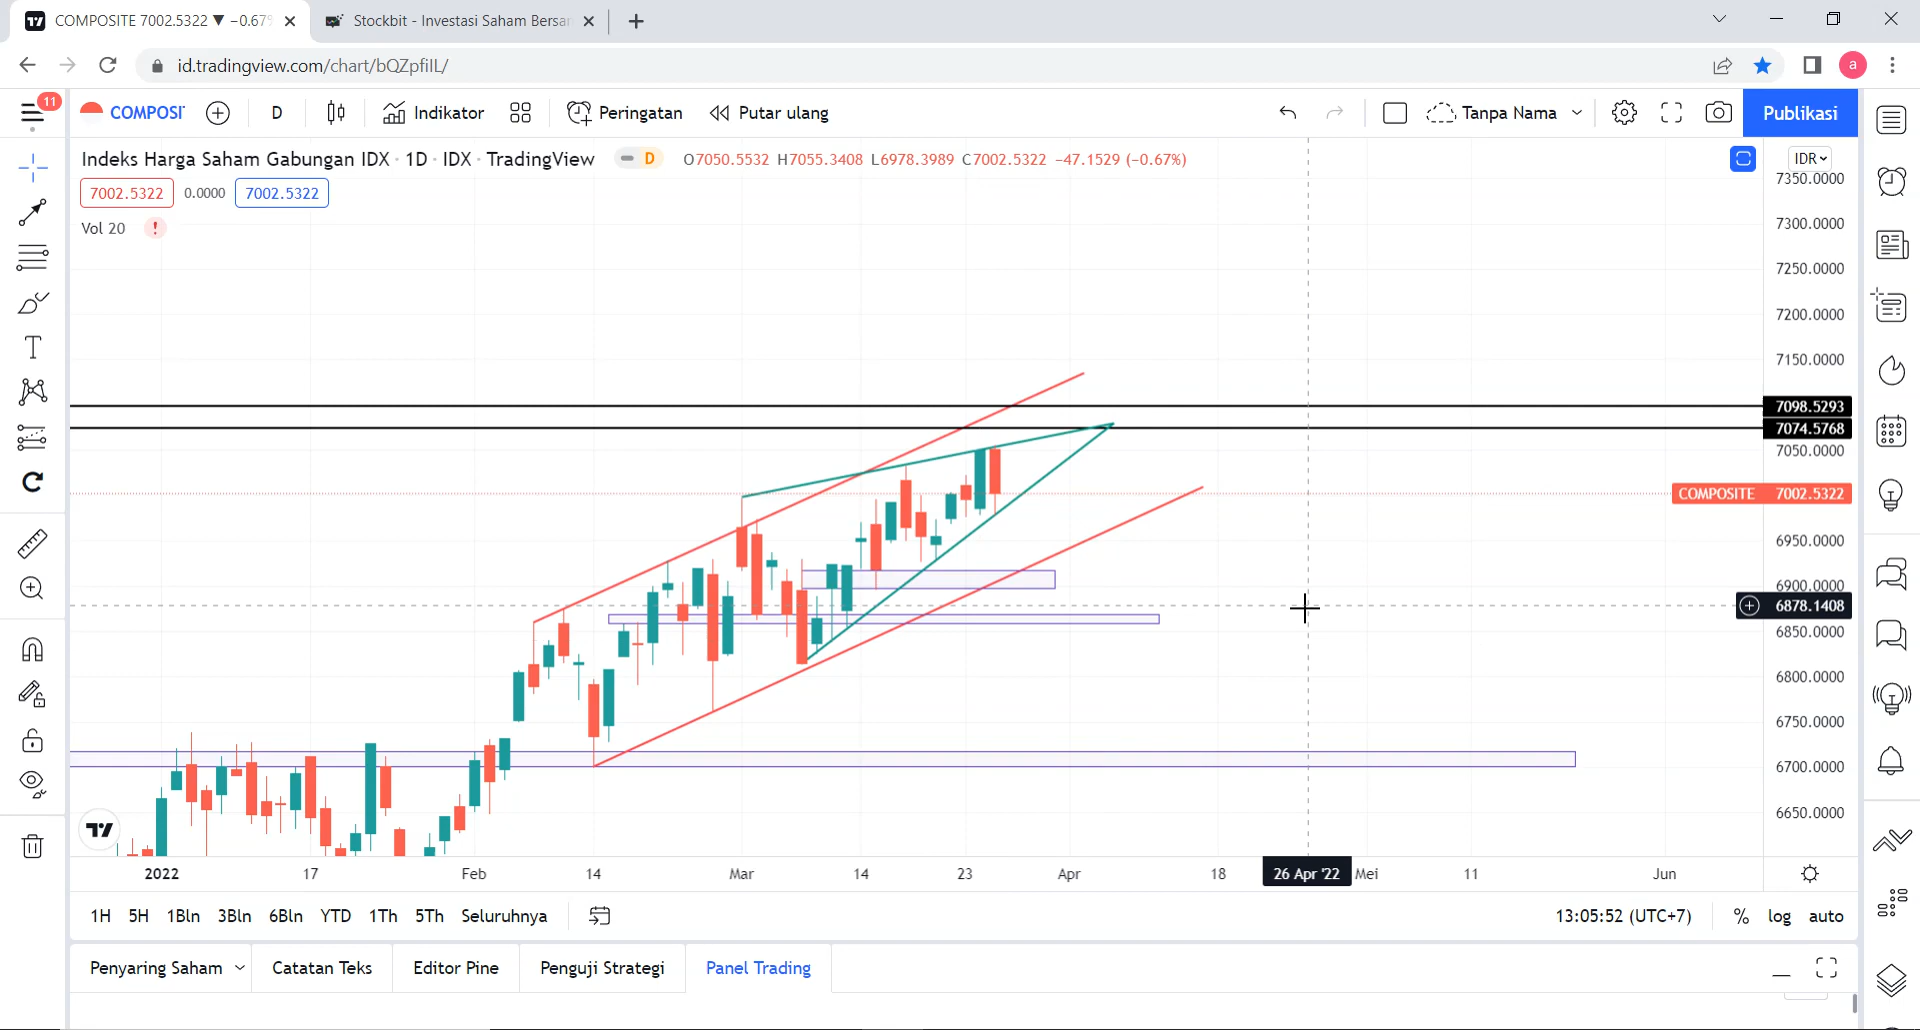 COMPOSITE 7002.5322 ▼ −0.67%
Stockbit - Investasi Saham Bersam
id.tradingview.com/chart/bQZpfilL/
a
11
COMPOSI
D
Indikator
Peringatan
Putar ulang
Tanpa Nama
Publikasi
Indeks Harga Saham Gabungan IDX · 1D · IDX · TradingView
D
O7050.5532 H7055.3408 L6978.3989 C7002.5322 −47.1529 (−0.67%)
IDR
7002.5322
0.0000
7002.5322
Vol 20
!
7350.0000
7300.0000
7250.0000
7200.0000
7150.0000
7098.5293
7074.5768
7050.0000
COMPOSITE 7002.5322
6950.0000
6900.0000
6878.1408
6850.0000
6800.0000
6750.0000
6700.0000
6650.0000
2022
17
Feb
14
Mar
14
23
Apr
18
26 Apr '22
Mei
11
Jun
1H
5H
1Bln
3Bln
6Bln
YTD
1Th
5Th
Seluruhnya
13:05:52 (UTC+7)
%
log
auto
Penyaring Saham
Catatan Teks
Editor Pine
Penguji Strategi
Panel Trading